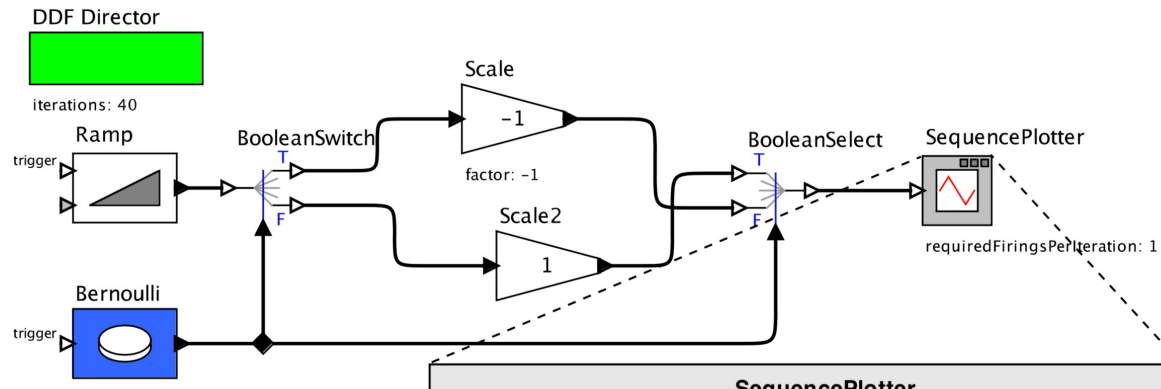 DDF Director
iterations: 40
Ramp
trigger
BooleanSwitch
T
F
Scale
-1
factor: -1
Scale2
1
BooleanSelect
T
F
SequencePlotter
requiredFiringsPerIteration: 1
Bernoulli
trigger
SequencePlotter